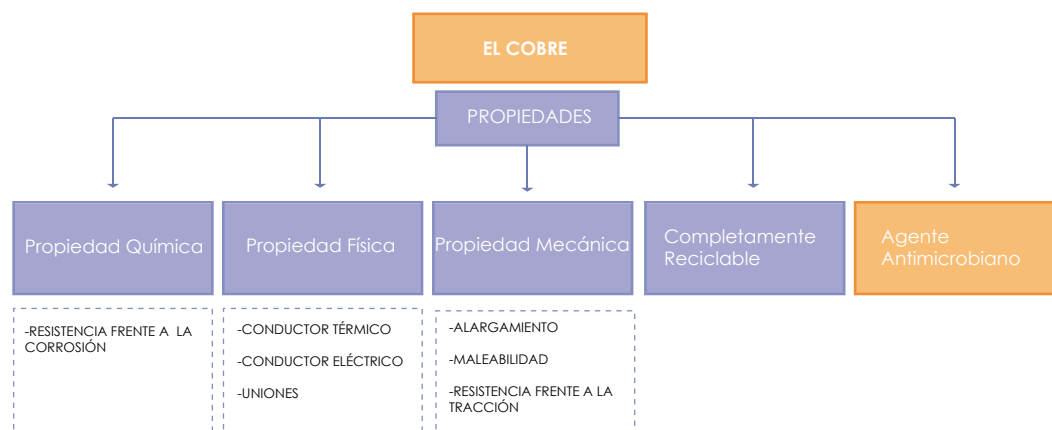 EL COBRE
PROPIEDADES
Propiedad Química
Propiedad Física
Propiedad Mecánica
Completamente
Reciclable
Agente
Antimicrobiano
-RESISTENCIA FRENTE A LA
CORROSIÓN
-CONDUCTOR TÉRMICO
-CONDUCTOR ELÉCTRICO
-UNIONES
-ALARGAMIENTO
-MALEABILIDAD
-RESISTENCIA FRENTE A LA
TRACCIÓN